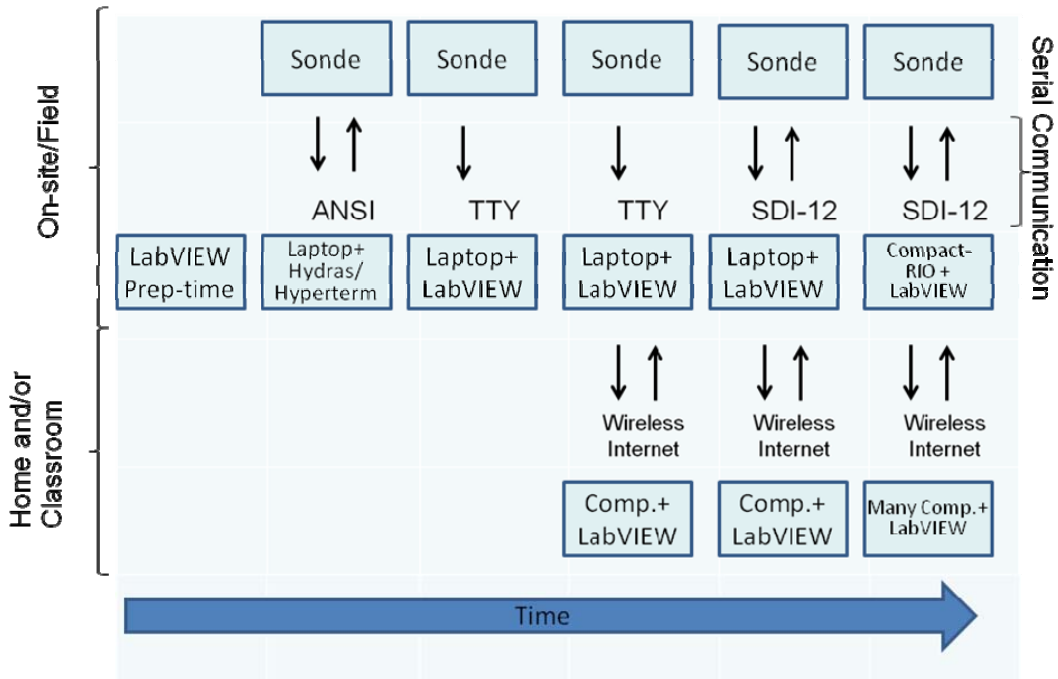 On-site/Field
Sonde
Sonde
Sonde
Sonde
Sonde
Serial Communication
ANSI
TTY
TTY
SDI-12
SDI-12
LabVIEW
Prep-time
Laptop+
Hydras/
Hyperterm
Laptop+
LabVIEW
Laptop+
LabVIEW
Laptop+
LabVIEW
Compact-
RIO +
LabVIEW
Home and/or
Classroom
Wireless
Internet
Wireless
Internet
Wireless
Internet
Comp.+
LabVIEW
Comp.+
LabVIEW
Many Comp.+
LabVIEW
Time